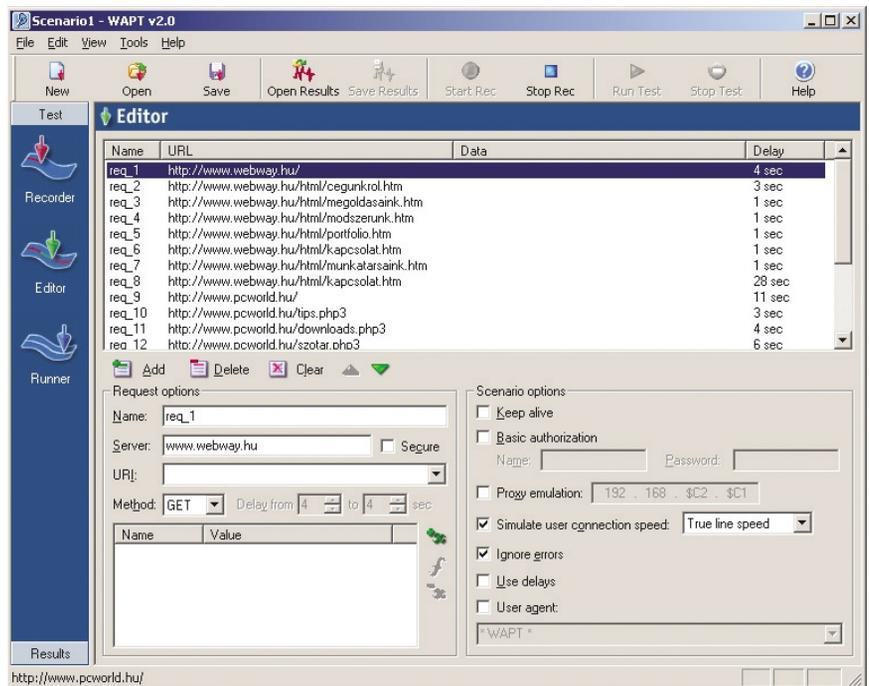 Scenario1 - WAPT v2.0
File Edit View Tools Help
New Open Save Open Results Save Results Start Rec Stop Rec Run Test Stop Test Help
Test
Editor
Recorder
Editor
Runner
Results
Name URL Data Delay
req_1 http://www.webway.hu/ 4 sec
req_2 http://www.webway.hu/html/cegunkrol.htm 3 sec
req_3 http://www.webway.hu/html/megoldasaink.htm 1 sec
req_4 http://www.webway.hu/html/modszerunk.htm 1 sec
req_5 http://www.webway.hu/html/portfolio.htm 1 sec
req_6 http://www.webway.hu/html/kapcsolat.htm 1 sec
req_7 http://www.webway.hu/html/munkatarsaink.htm 1 sec
req_8 http://www.webway.hu/html/kapcsolat.htm 28 sec
req_9 http://www.pcworld.hu/ 11 sec
req_10 http://www.pcworld.hu/tips.php3 3 sec
req_11 http://www.pcworld.hu/downloads.php3 4 sec
req_12 http://www.pcworld.hu/szotar.php3 6 sec
Add Delete Clear
Request options
Name: req_1
Server: www.webway.hu Secure
URI:
Method: GET Delay from 4 to 4 sec
Name Value
Scenario options
Keep alive
Basic authorization
Name: Password:
Proxy emulation: 192 . 168 . $C2 . $C1
Simulate user connection speed: True line speed
Ignore errors
Use delays
User agent:
* WAPT *
http://www.pcworld.hu/